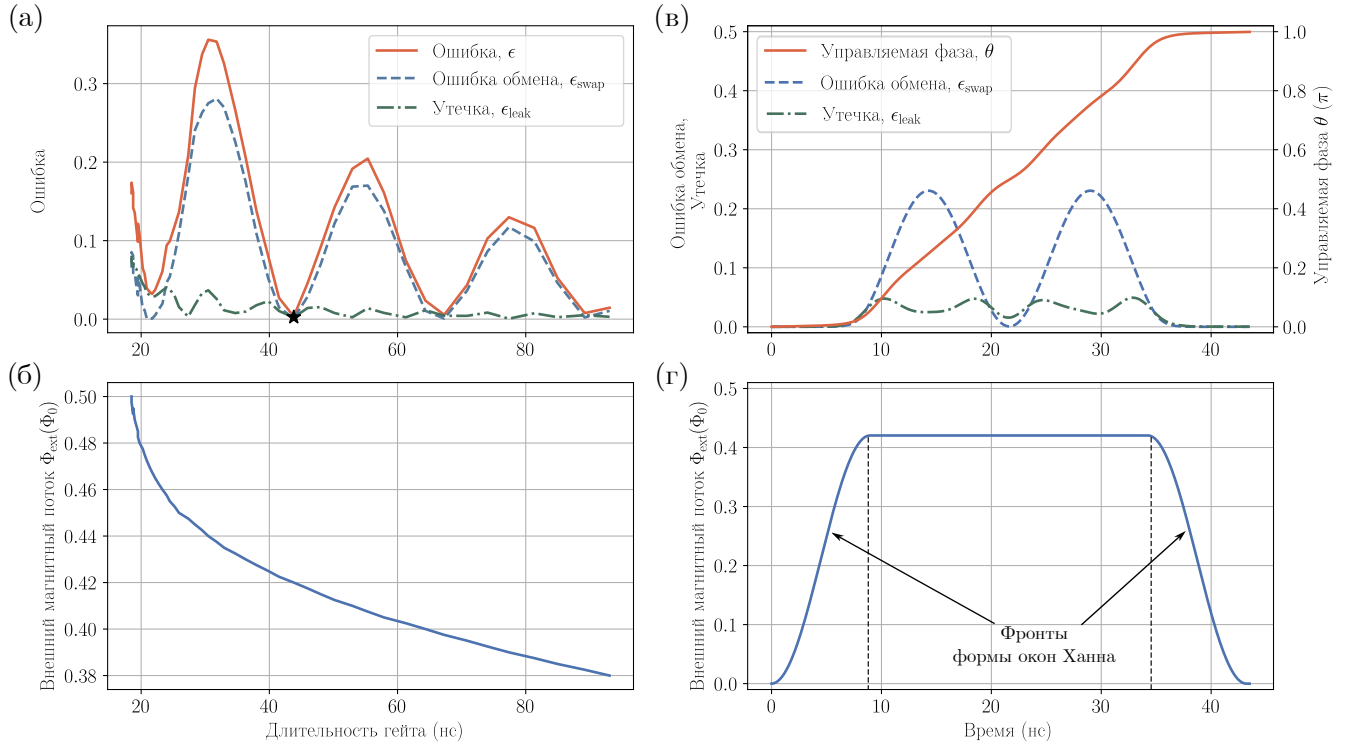 (а)
Ошибка, ϵ
Ошибка обмена, ϵswap
Утечка, ϵleak
0.3
0.2
0.1
0.0
Ошибка
20
40
60
80
(в)
Управляемая фаза, θ
Ошибка обмена, ϵswap
Утечка, ϵleak
0.5
0.4
0.3
0.2
0.1
0.0
Ошибка обмена,
Утечка
1.0
0.8
0.6
0.4
0.2
0.0
Управляемая фаза θ (π)
0
10
20
30
40
(б)
0.50
0.48
0.46
0.44
0.42
0.40
0.38
Внешний магнитный поток Φext(Φ0)
20
40
60
80
Длительность гейта (нс)
(г)
0.5
0.4
0.3
0.2
0.1
0.0
Внешний магнитный поток Φext(Φ0)
Фронты
формы окон Ханна
0
10
20
30
40
Время (нс)